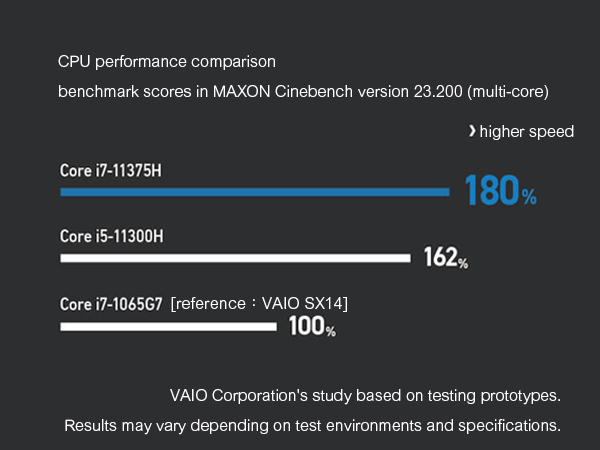 CPU performance comparison
benchmark scores in MAXON Cinebench version 23.200 (multi-core)
❯ higher speed
Core i7-11375H
180%
Core i5-11300H
162%
Core i7-1065G7 [reference：VAIO SX14]
100%
VAIO Corporation's study based on testing prototypes.
Results may vary depending on test environments and specifications.